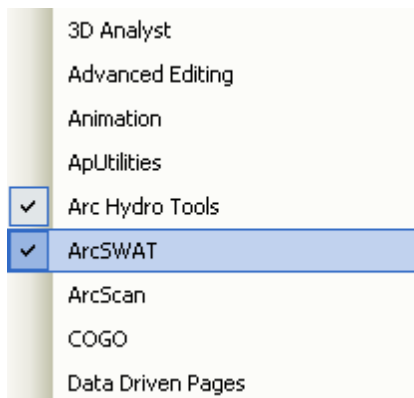 3D Analyst
Advanced Editing
Animation
ApUtilities
Arc Hydro Tools
ArcSWAT
ArcScan
COGO
Data Driven Pages